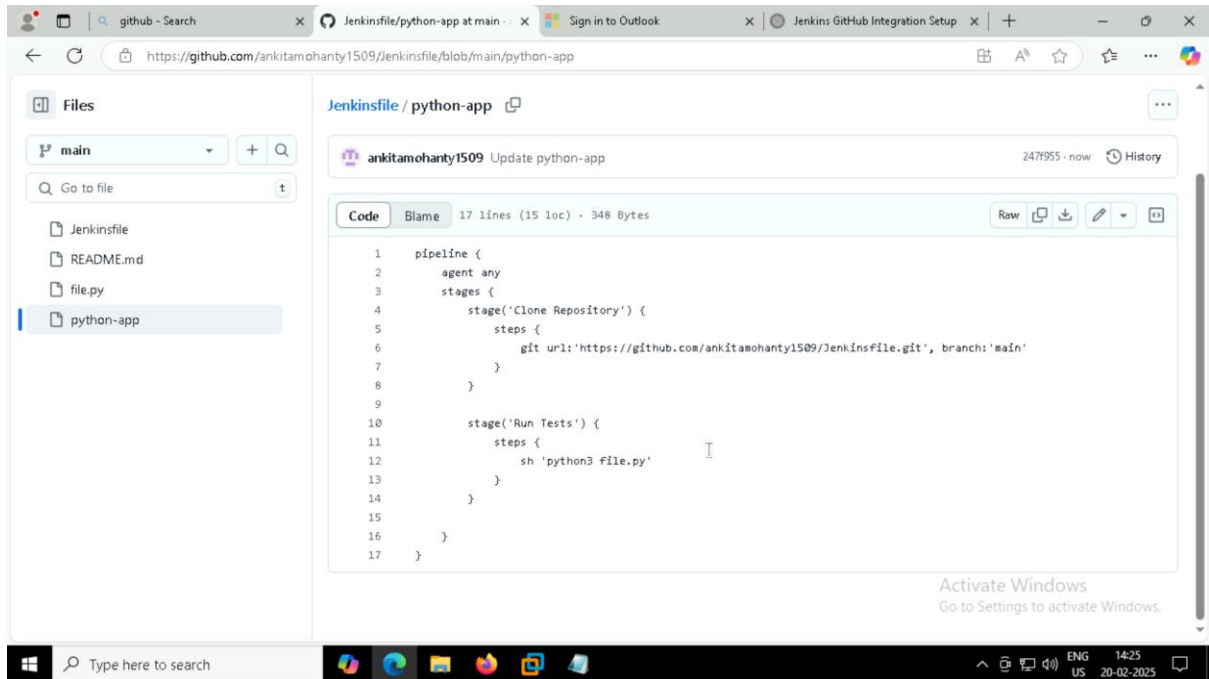 github - Search
Jenkinsfile/python-app at main ·
Sign in to Outlook
Jenkins GitHub Integration Setup
https://github.com/ankitamohanty1509/Jenkinsfile/blob/main/python-app
Files
main
Go to file
t
Jenkinsfile
README.md
file.py
python-app
Jenkinsfile / python-app
ankitamohanty1509 Update python-app
247f955 · now
History
Code
Blame
17 lines (15 loc) · 348 Bytes
Raw
1 pipeline {
2     agent any
3     stages {
4         stage('Clone Repository') {
5             steps {
6                 git url:'https://github.com/ankitamohanty1509/Jenkinsfile.git', branch:'main'
7             }
8         }
9
10         stage('Run Tests') {
11             steps {
12                 sh 'python3 file.py'
13             }
14         }
15
16     }
17 }
Activate Windows
Go to Settings to activate Windows.
Type here to search
ENG
US
14:25
20-02-2025